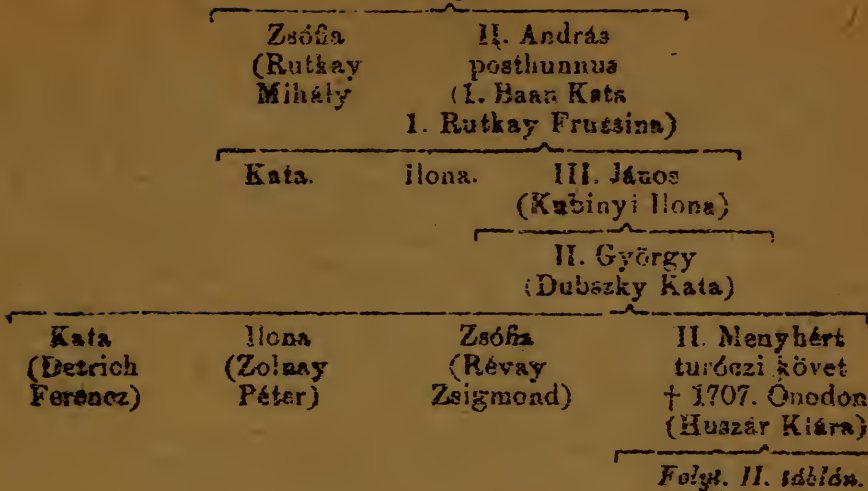 Zsófia II. András
(Rutkay posthunnus
Mihály (1. Baan Kata
1. Rutkay Frussina)
Kata. Ilona. III. János
(Kubinyi Ilona)
II. György
(Dubszky Kata)
Kata Ilona Zsófia II. Menyhért
(Detrich (Zolnay (Révay turóczi követ
Ferencz) Péter) Zsigmond) † 1707. Ónodon
(Huszár Klára)
Folyt. II. táblán.